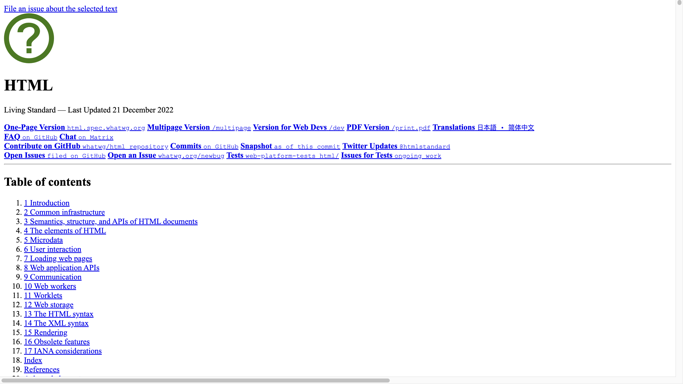 File an issue about the selected text
HTML
Living Standard — Last Updated 21 December 2022
One-Page Version html.spec.whatwg.org Multipage Version /multipage Version for Web Devs /dev PDF Version /print.pdf Translations 日本語 • 简体中文
FAQ on GitHub Chat on Matrix
Contribute on GitHub whatwg/html repository Commits on GitHub Snapshot as of this commit Twitter Updates @htmlstandard
Open Issues filed on GitHub Open an Issue whatwg.org/newbug Tests web-platform-tests html/ Issues for Tests ongoing work
Table of contents
1. 1 Introduction
2. 2 Common infrastructure
3. 3 Semantics, structure, and APIs of HTML documents
4. 4 The elements of HTML
5. 5 Microdata
6. 6 User interaction
7. 7 Loading web pages
8. 8 Web application APIs
9. 9 Communication
10. 10 Web workers
11. 11 Worklets
12. 12 Web storage
13. 13 The HTML syntax
14. 14 The XML syntax
15. 15 Rendering
16. 16 Obsolete features
17. 17 IANA considerations
18. Index
19. References